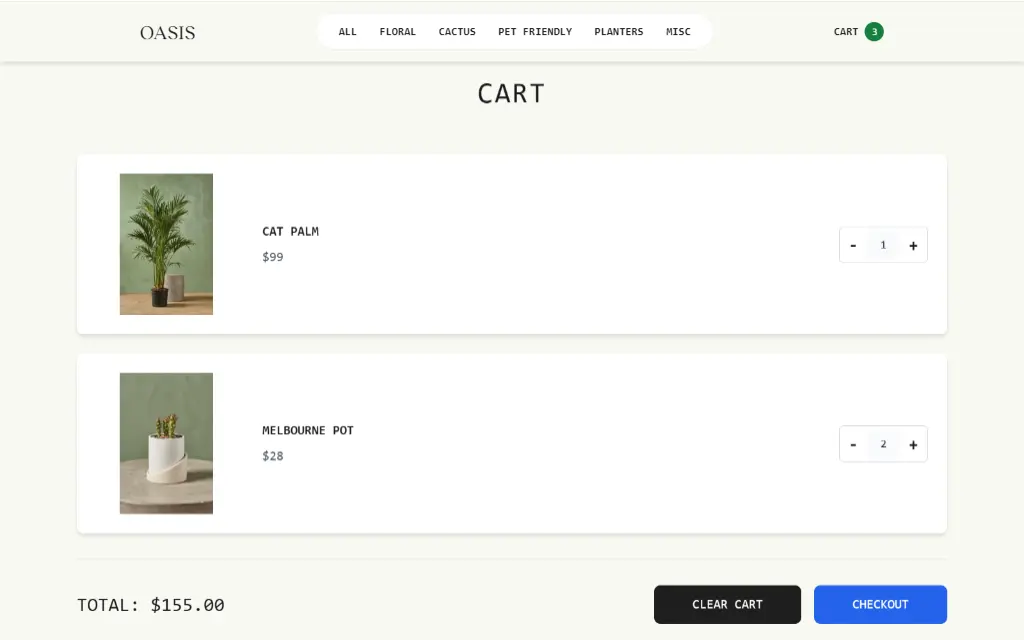 OASIS
ALL FLORAL CACTUS PET FRIENDLY PLANTERS MISC
CART 3
CART
CAT PALM
$99
- 1 +
MELBOURNE POT
$28
- 2 +
TOTAL: $155.00
CLEAR CART
CHECKOUT